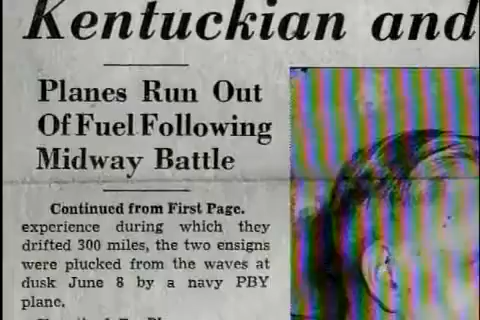 Kentuckian and
Planes Run Out
Of Fuel Following
Midway Battle
Continued from First Page.
experience during which they
drifted 300 miles, the two ensigns
were plucked from the waves at
dusk June 8 by a navy PBY
plane.